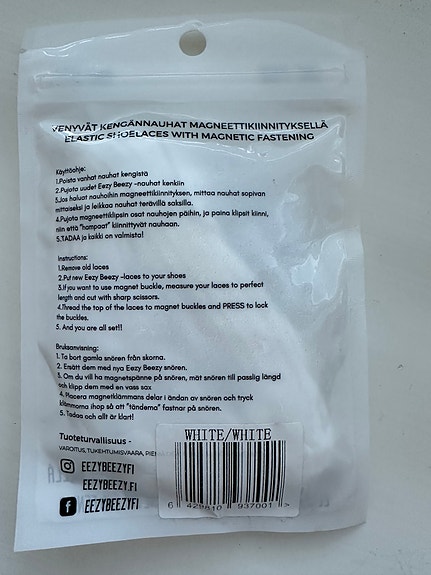 VENYVÄT KENGÄNNAUHAT MAGNEETTIKIINNITYKSELLÄ
ELASTIC SHOELACES WITH MAGNETIC FASTENING
Käyttöohje:
1.Poista vanhat nauhat kengistä
2.Pujota uudet Eezy Beezy -nauhat kenkiin
3.Jos haluat nauhoihin magneettikiinnityksen, mittaa nauhat sopivan
mittaiseksi ja leikkaa nauhat terävillä saksilla.
4.Pujota magneettiklipsin osat nauhojen päihin, ja paina klipsit kiinni,
niin että "hampaat" kiinnittyvät nauhaan.
5.TADAA ja kaikki on valmista!
Instructions:
1.Remove old laces
2.Put new Eezy Beezy -laces to your shoes
3.If you want to use magnet buckle, measure your laces to perfect
length and cut with sharp scissors.
4.Thread the top of the laces to magnet buckles and PRESS to lock
the buckles.
5. And you are all set!!
Bruksanvisning:
1. Ta bort gamla snören från skorna.
2. Ersätt dem med nya Eezy Beezy snören.
3. Om du vill ha magnetspänne på snören, mät snören till passlig längd
och klipp dem med en vass sax
4. Placera magnetklämmans delar i ändan av snören och tryck
klämmorna ihop så att "tänderna" fastnar på snören.
5. Tadaa och allt är klart!
Tuoteturvallisuus -
VAROITUS, TUKEHTUMISVAARA, PIEN
EEZYBEEZYFI
EEZYBEEZY.FI
EEZYBEEZYFI
WHITE/WHITE
6 429810 937001 >